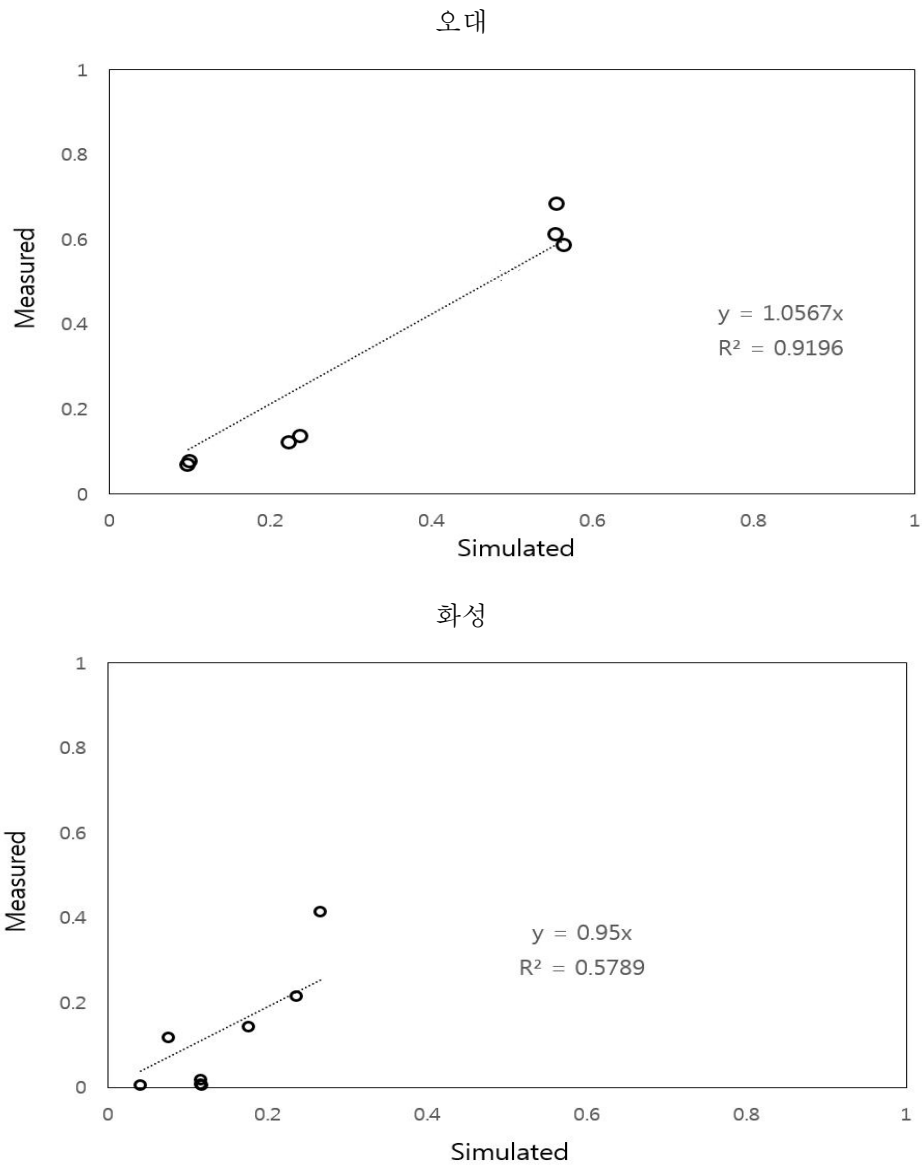 오대
1
0.8
0.6
0.4
0.2
0
Measured
y = 1.0567x
R² = 0.9196
0 0.2 0.4 0.6 0.8 1
Simulated
화성
1
0.8
0.6
0.4
0.2
0
Measured
y = 0.95x
R² = 0.5789
0 0.2 0.4 0.6 0.8 1
Simulated